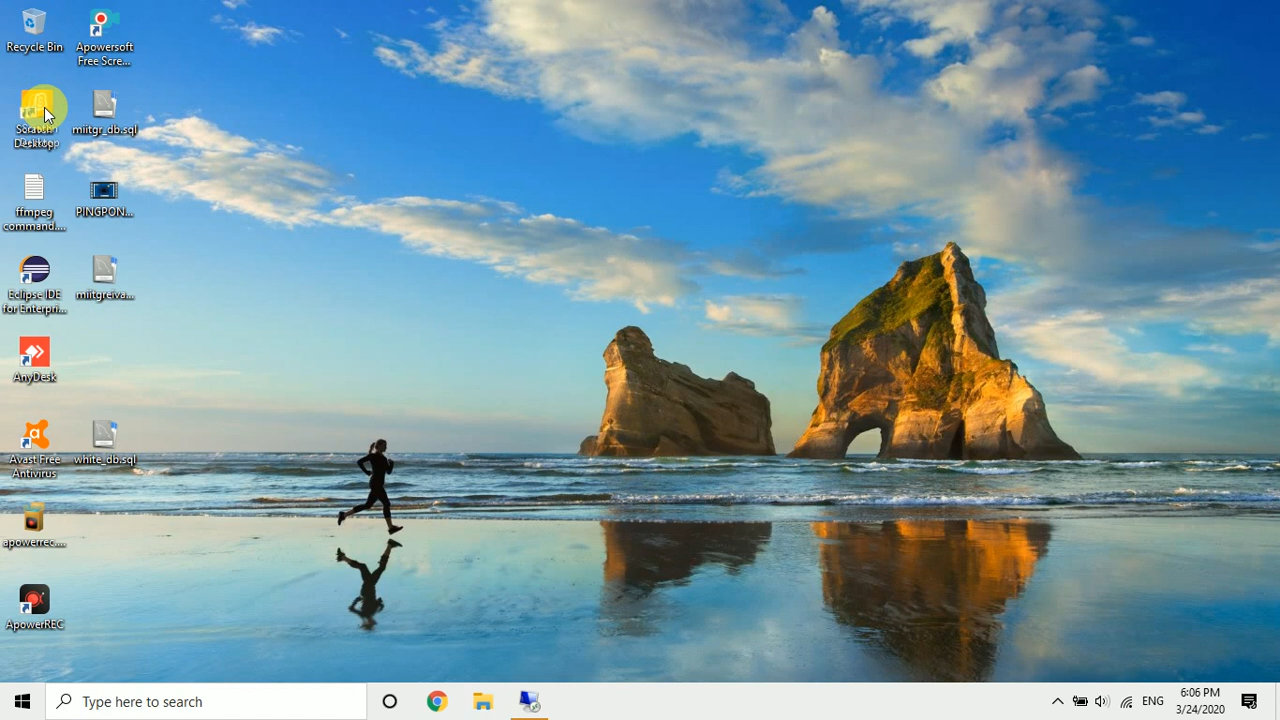 Recycle Bin
Apowersoft
Free Scre...
Scratch
Desktop
miitgr_db.sql
ffmpeg
command....
PINGPON...
Eclipse IDE
for Enterpri...
miitgreiva...
AnyDesk
Avast Free
Antivirus
white_db.sql
apowerrec....
ApowerREC
Type here to search
ENG
6:06 PM
3/24/2020